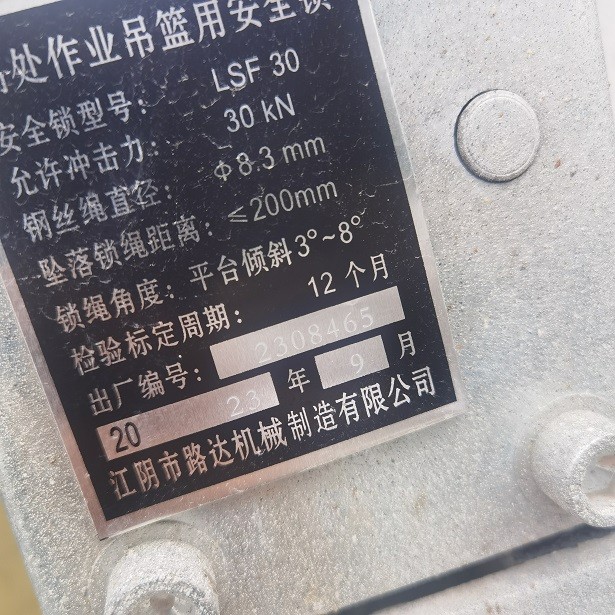 处作业吊篮用安全锁
安全锁型号： LSF 30
允许冲击力： 30 kN
钢丝绳直径： Φ8.3 mm
坠落锁绳距离： ≤200mm
锁绳角度： 平台倾斜3°~8°
检验标定周期： 12 个月
出厂编号： 2308465
2023 年 9 月
江阴市路达机械制造有限公司